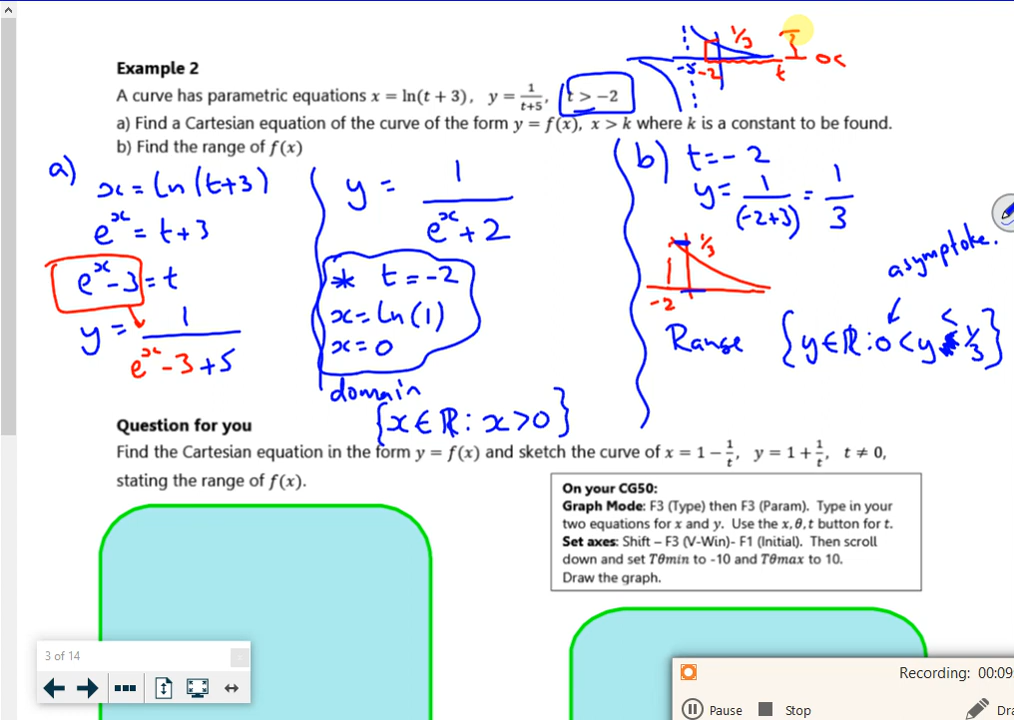 Example 2
A curve has parametric equations x = ln(t + 3), y = 1/(t+5), t > −2
a) Find a Cartesian equation of the curve of the form y = f(x), x > k where k is a constant to be found.
b) Find the range of f(x)
1/3
-5 -2
t
a)
x = ln(t+3)
e^x = t+3
e^x - 3 = t
y = 1/(e^x - 3 + 5)
y = 1/(e^x + 2)
* t = -2
x = ln(1)
x = 0
domain
{x ∈ ℝ : x > 0}
b) t = -2
y = 1/(-2+3) = 1/3
1/3
-2
asymptote.
Range {y ∈ ℝ : 0 < y < 1/3}
Question for you
Find the Cartesian equation in the form y = f(x) and sketch the curve of x = 1 − 1/t, y = 1 + 1/t, t ≠ 0,
stating the range of f(x).
On your CG50:
Graph Mode: F3 (Type) then F3 (Param). Type in your
two equations for x and y. Use the x, θ, t button for t.
Set axes: Shift – F3 (V-Win)- F1 (Initial). Then scroll
down and set Tθmin to -10 and Tθmax to 10.
Draw the graph.
3 of 14
Recording: 00:09
Pause Stop Dra